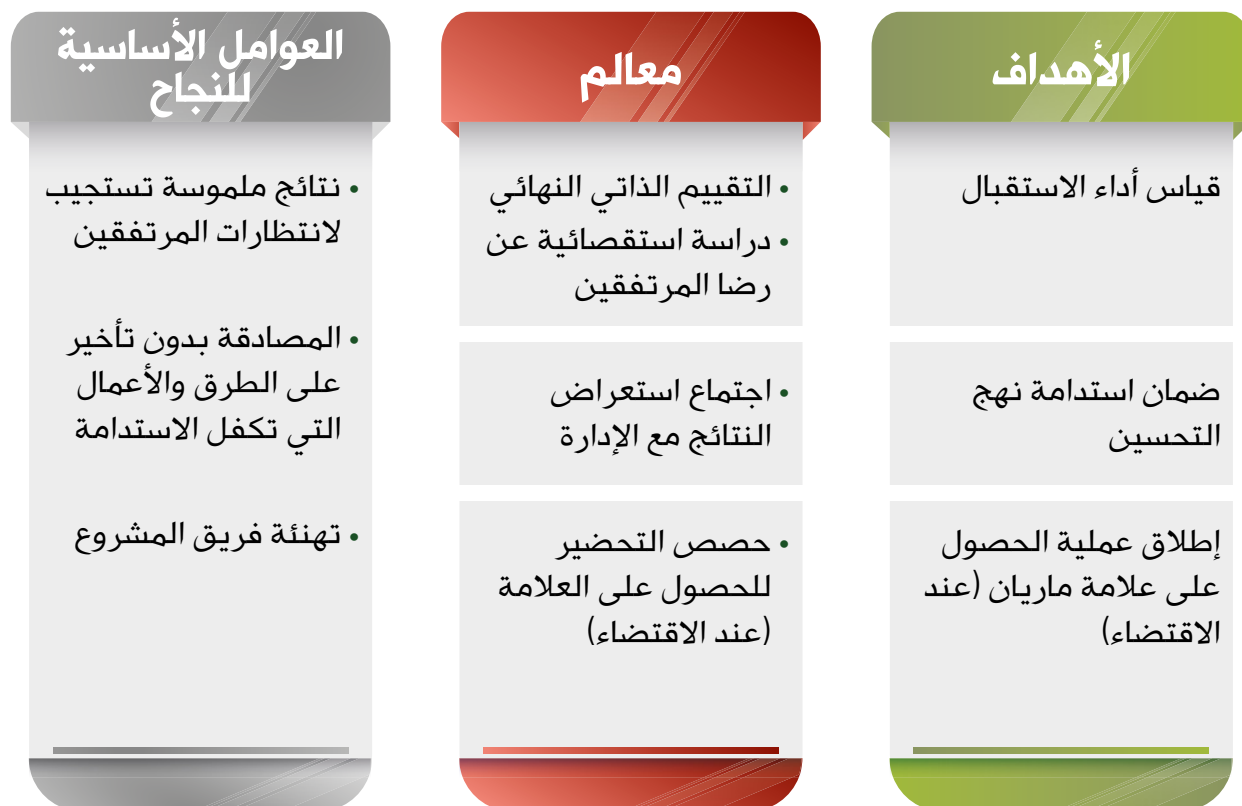 الأهداف
قياس أداء الاستقبال
ضمان استدامة نهج
التحسين
إطلاق عملية الحصول
على علامة ماريان (عند
الاقتضاء)
معالم
• التقييم الذاتي النهائي
• دراسة استقصائية عن
رضا المرتفقين
• اجتماع استعراض
النتائج مع الإدارة
• حصص التحضير
للحصول على العلامة
(عند الاقتضاء)
العوامل الأساسية
للنجاح
• نتائج ملموسة تستجيب
لانتظارات المرتفقين
• المصادقة بدون تأخير
على الطرق والأعمال
التي تكفل الاستدامة
• تهنئة فريق المشروع